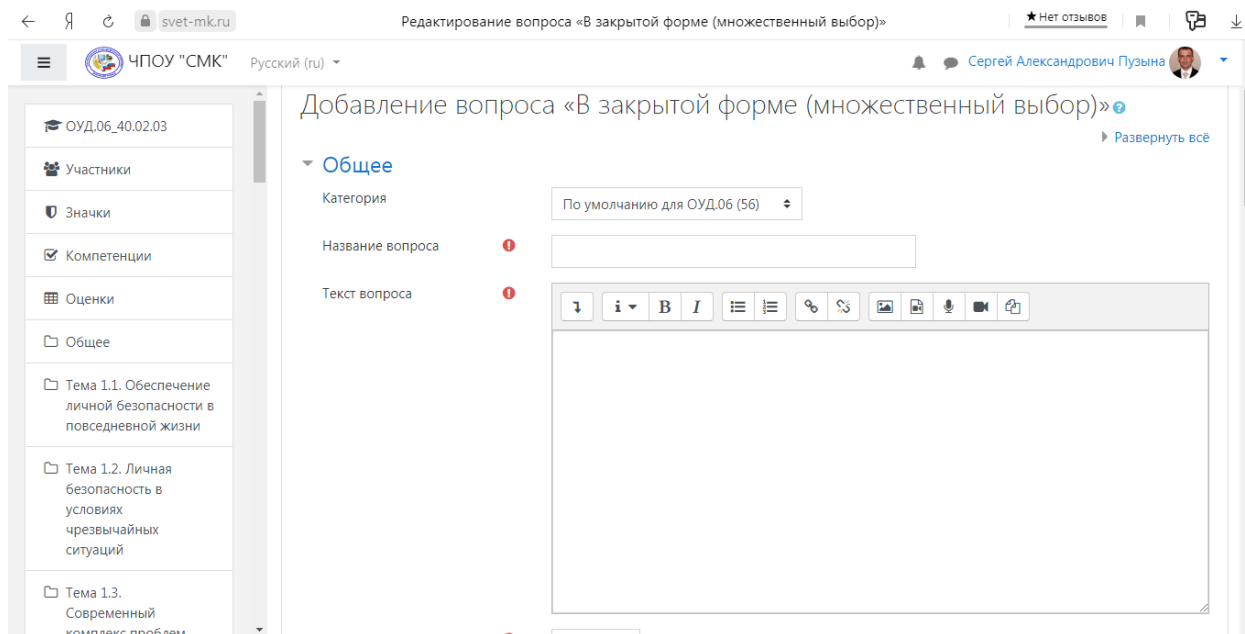 svet-mk.ru
Редактирование вопроса «В закрытой форме (множественный выбор)»
★ Нет отзывов
ЧПОУ "СМК"
Русский (ru)
Сергей Александрович Пузына
ОУД.06_40.02.03
Участники
Значки
Компетенции
Оценки
Общее
Тема 1.1. Обеспечение
личной безопасности в
повседневной жизни
Тема 1.2. Личная
безопасность в
условиях
чрезвычайных
ситуаций
Тема 1.3.
Современный
комплекс проблем
Добавление вопроса «В закрытой форме (множественный выбор)»
Развернуть всё
Общее
Категория
По умолчанию для ОУД.06 (56)
Название вопроса
Текст вопроса
B
I